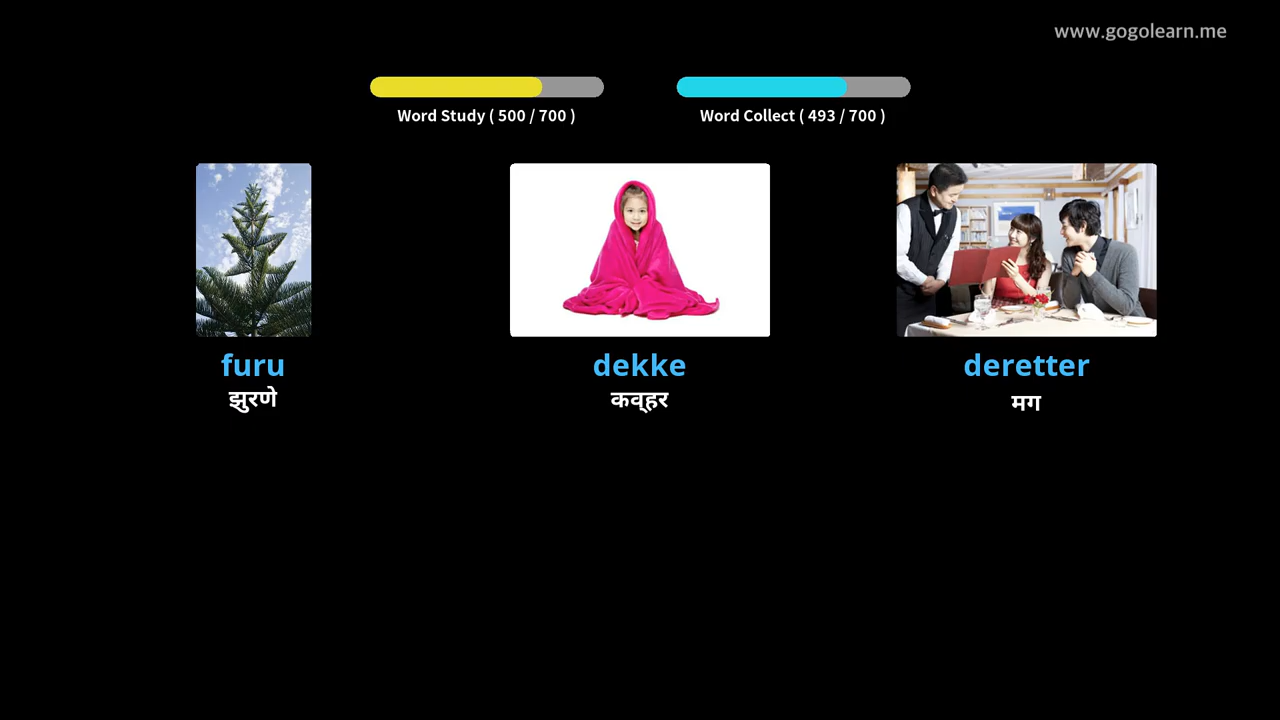 www.gogolearn.me
Word Study ( 500 / 700 )
Word Collect ( 493 / 700 )
furu
झुरणे
dekke
कव्हर
deretter
मग